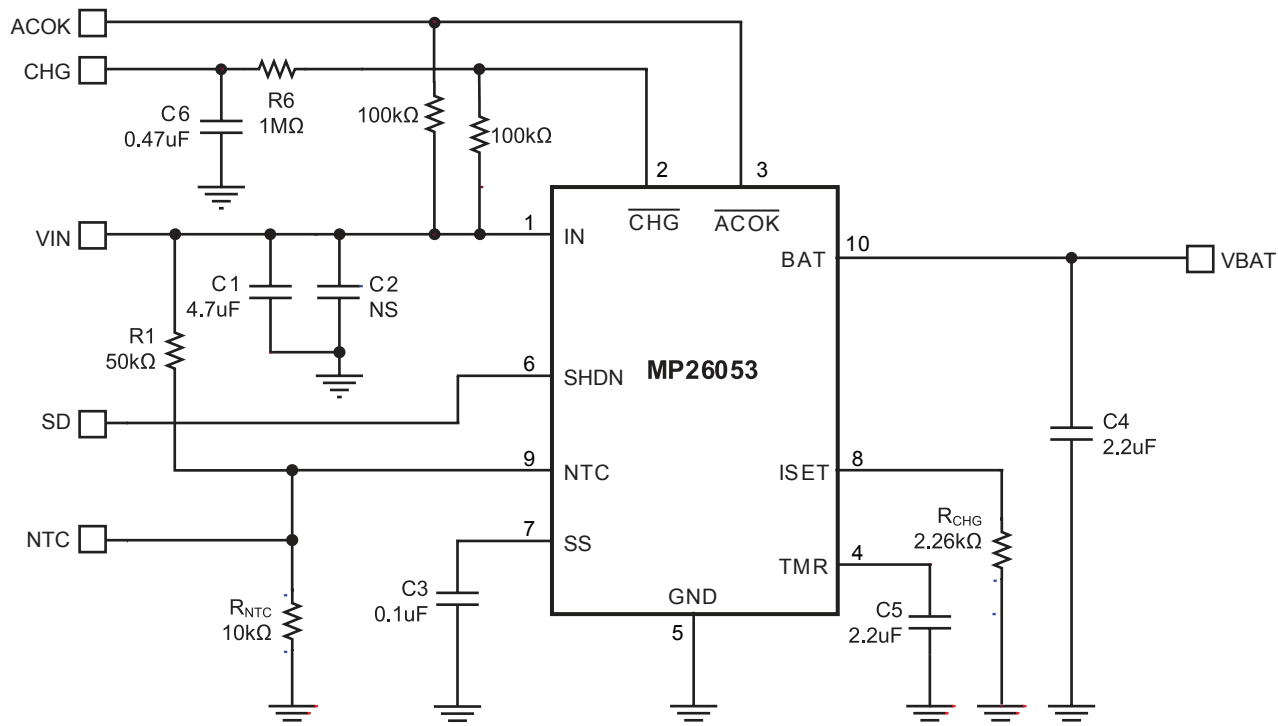 ACOK
CHG
R6
1MΩ
C6
0.47uF
100kΩ
100kΩ
2
3
VIN
1
IN
CHG
ACOK
BAT
10
VBAT
C1
4.7uF
C2
NS
R1
50kΩ
6
SHDN
MP26053
SD
C4
2.2uF
9
NTC
ISET
8
NTC
7
SS
RCHG
2.26kΩ
TMR
4
RNTC
10kΩ
C3
0.1uF
GND
5
C5
2.2uF